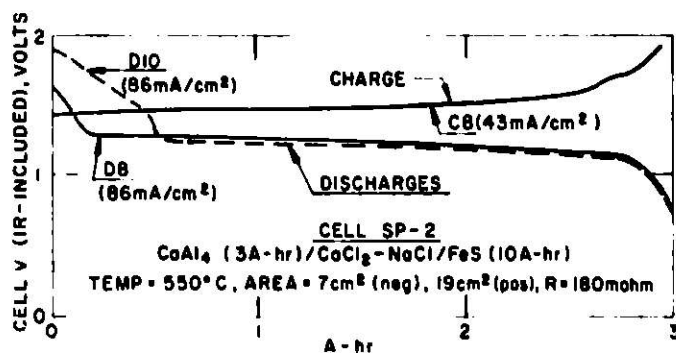 2
D10
(86mA/cm²)
CHARGE
C8(43mA/cm²)
1
D8
(86mA/cm²)
DISCHARGES
CELL SP-2
CaAl₄ (3A-hr)/CaCl₂-NaCl/FeS (10A-hr)
TEMP = 550°C, AREA = 7cm² (neg), 19cm² (pos), R = 180mohm
0
0 1 2 3
A-hr
CELL V (IR-INCLUDED), VOLTS